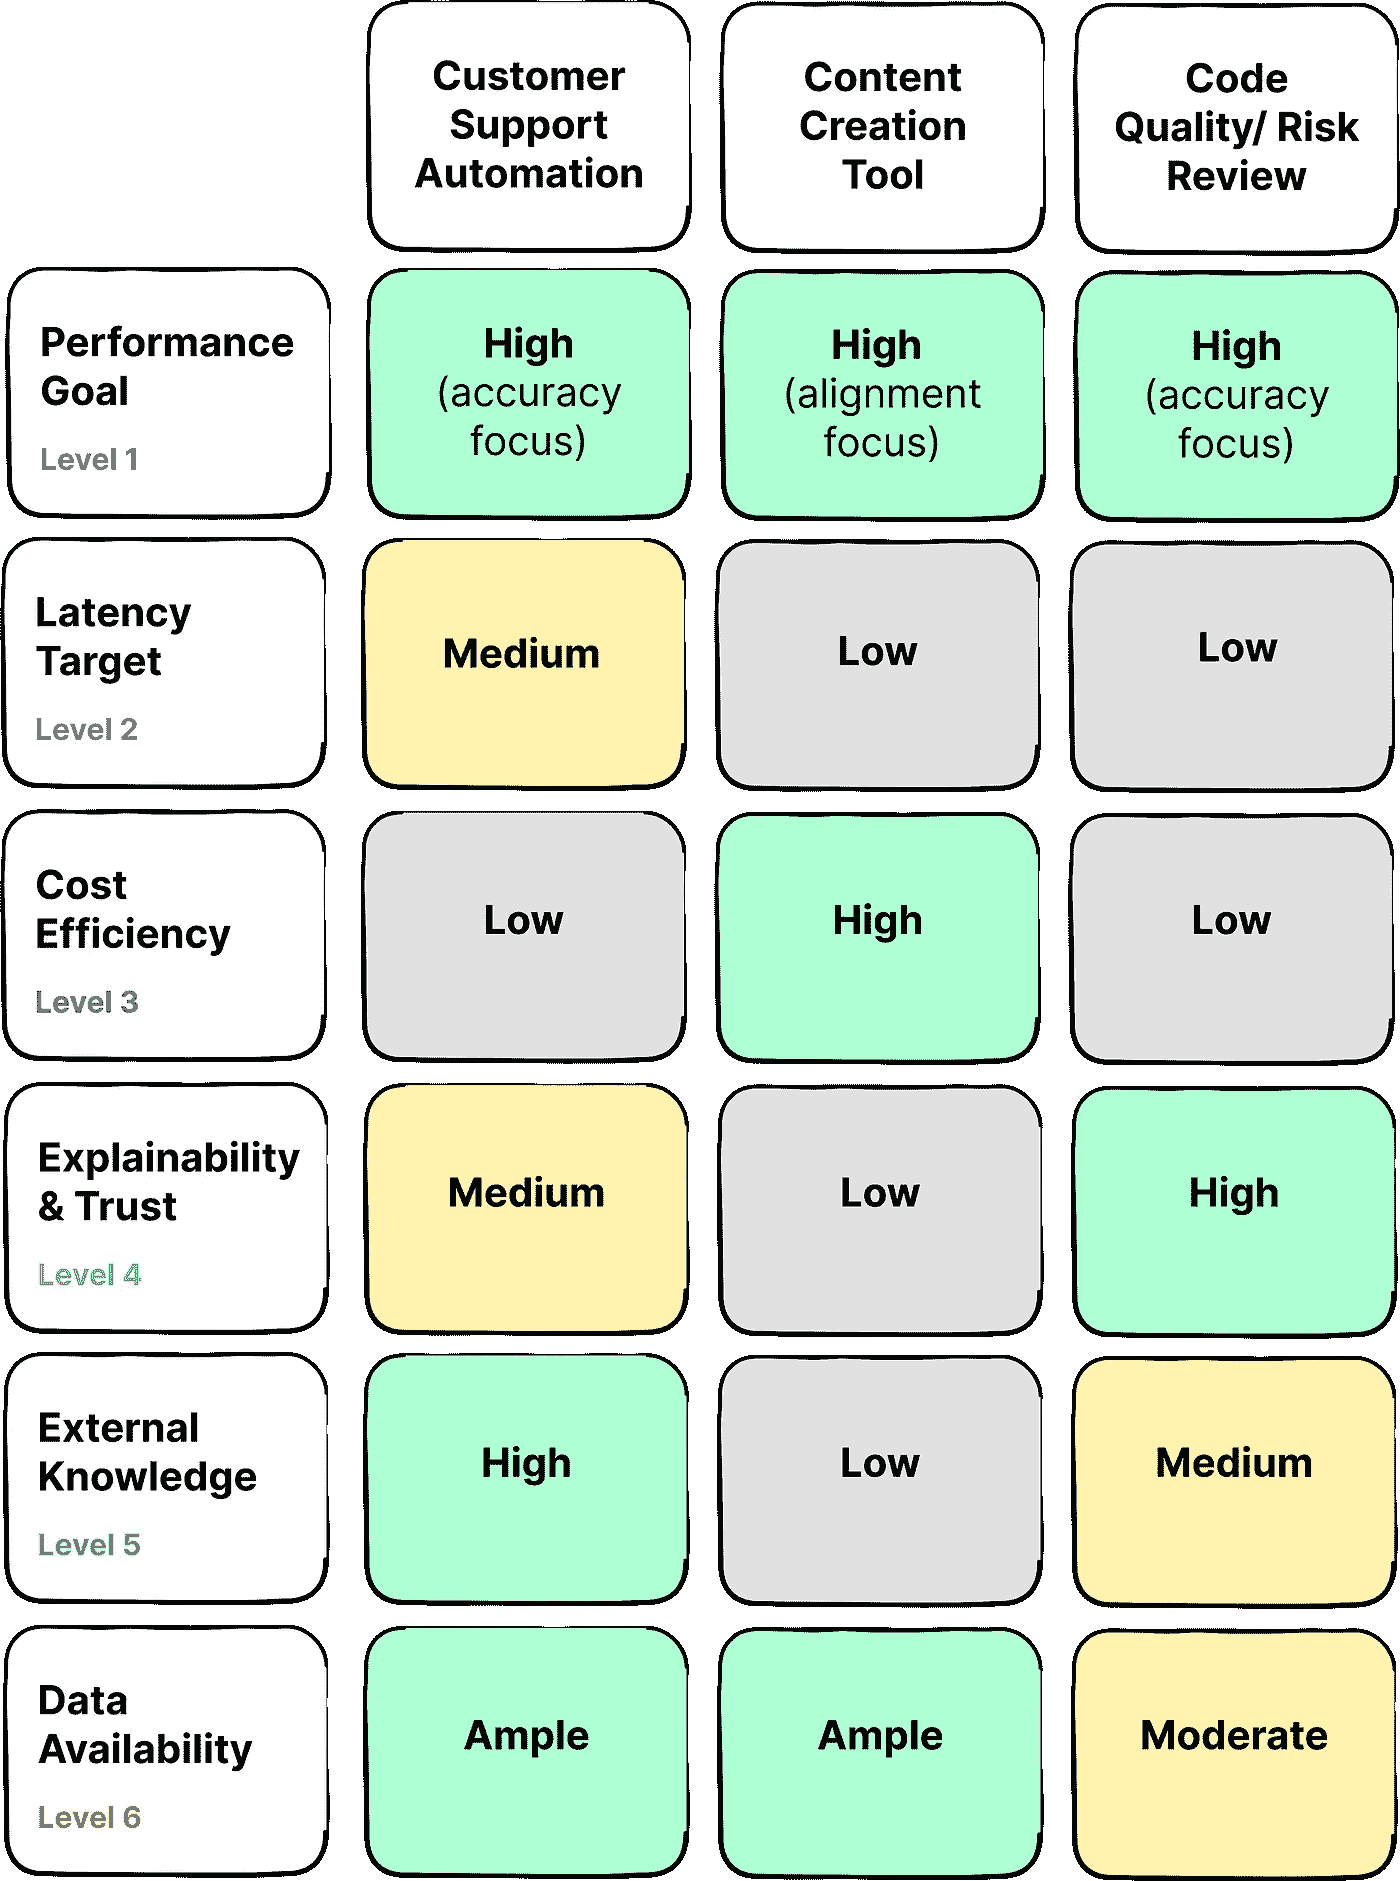 Customer
Support
Automation
Content
Creation
Tool
Code
Quality/ Risk
Review
Performance
Goal
Level 1
High
(accuracy
focus)
High
(alignment
focus)
High
(accuracy
focus)
Latency
Target
Level 2
Medium
Low
Low
Cost
Efficiency
Level 3
Low
High
Low
Explainability
& Trust
Level 4
Medium
Low
High
External
Knowledge
Level 5
High
Low
Medium
Data
Availability
Level 6
Ample
Ample
Moderate